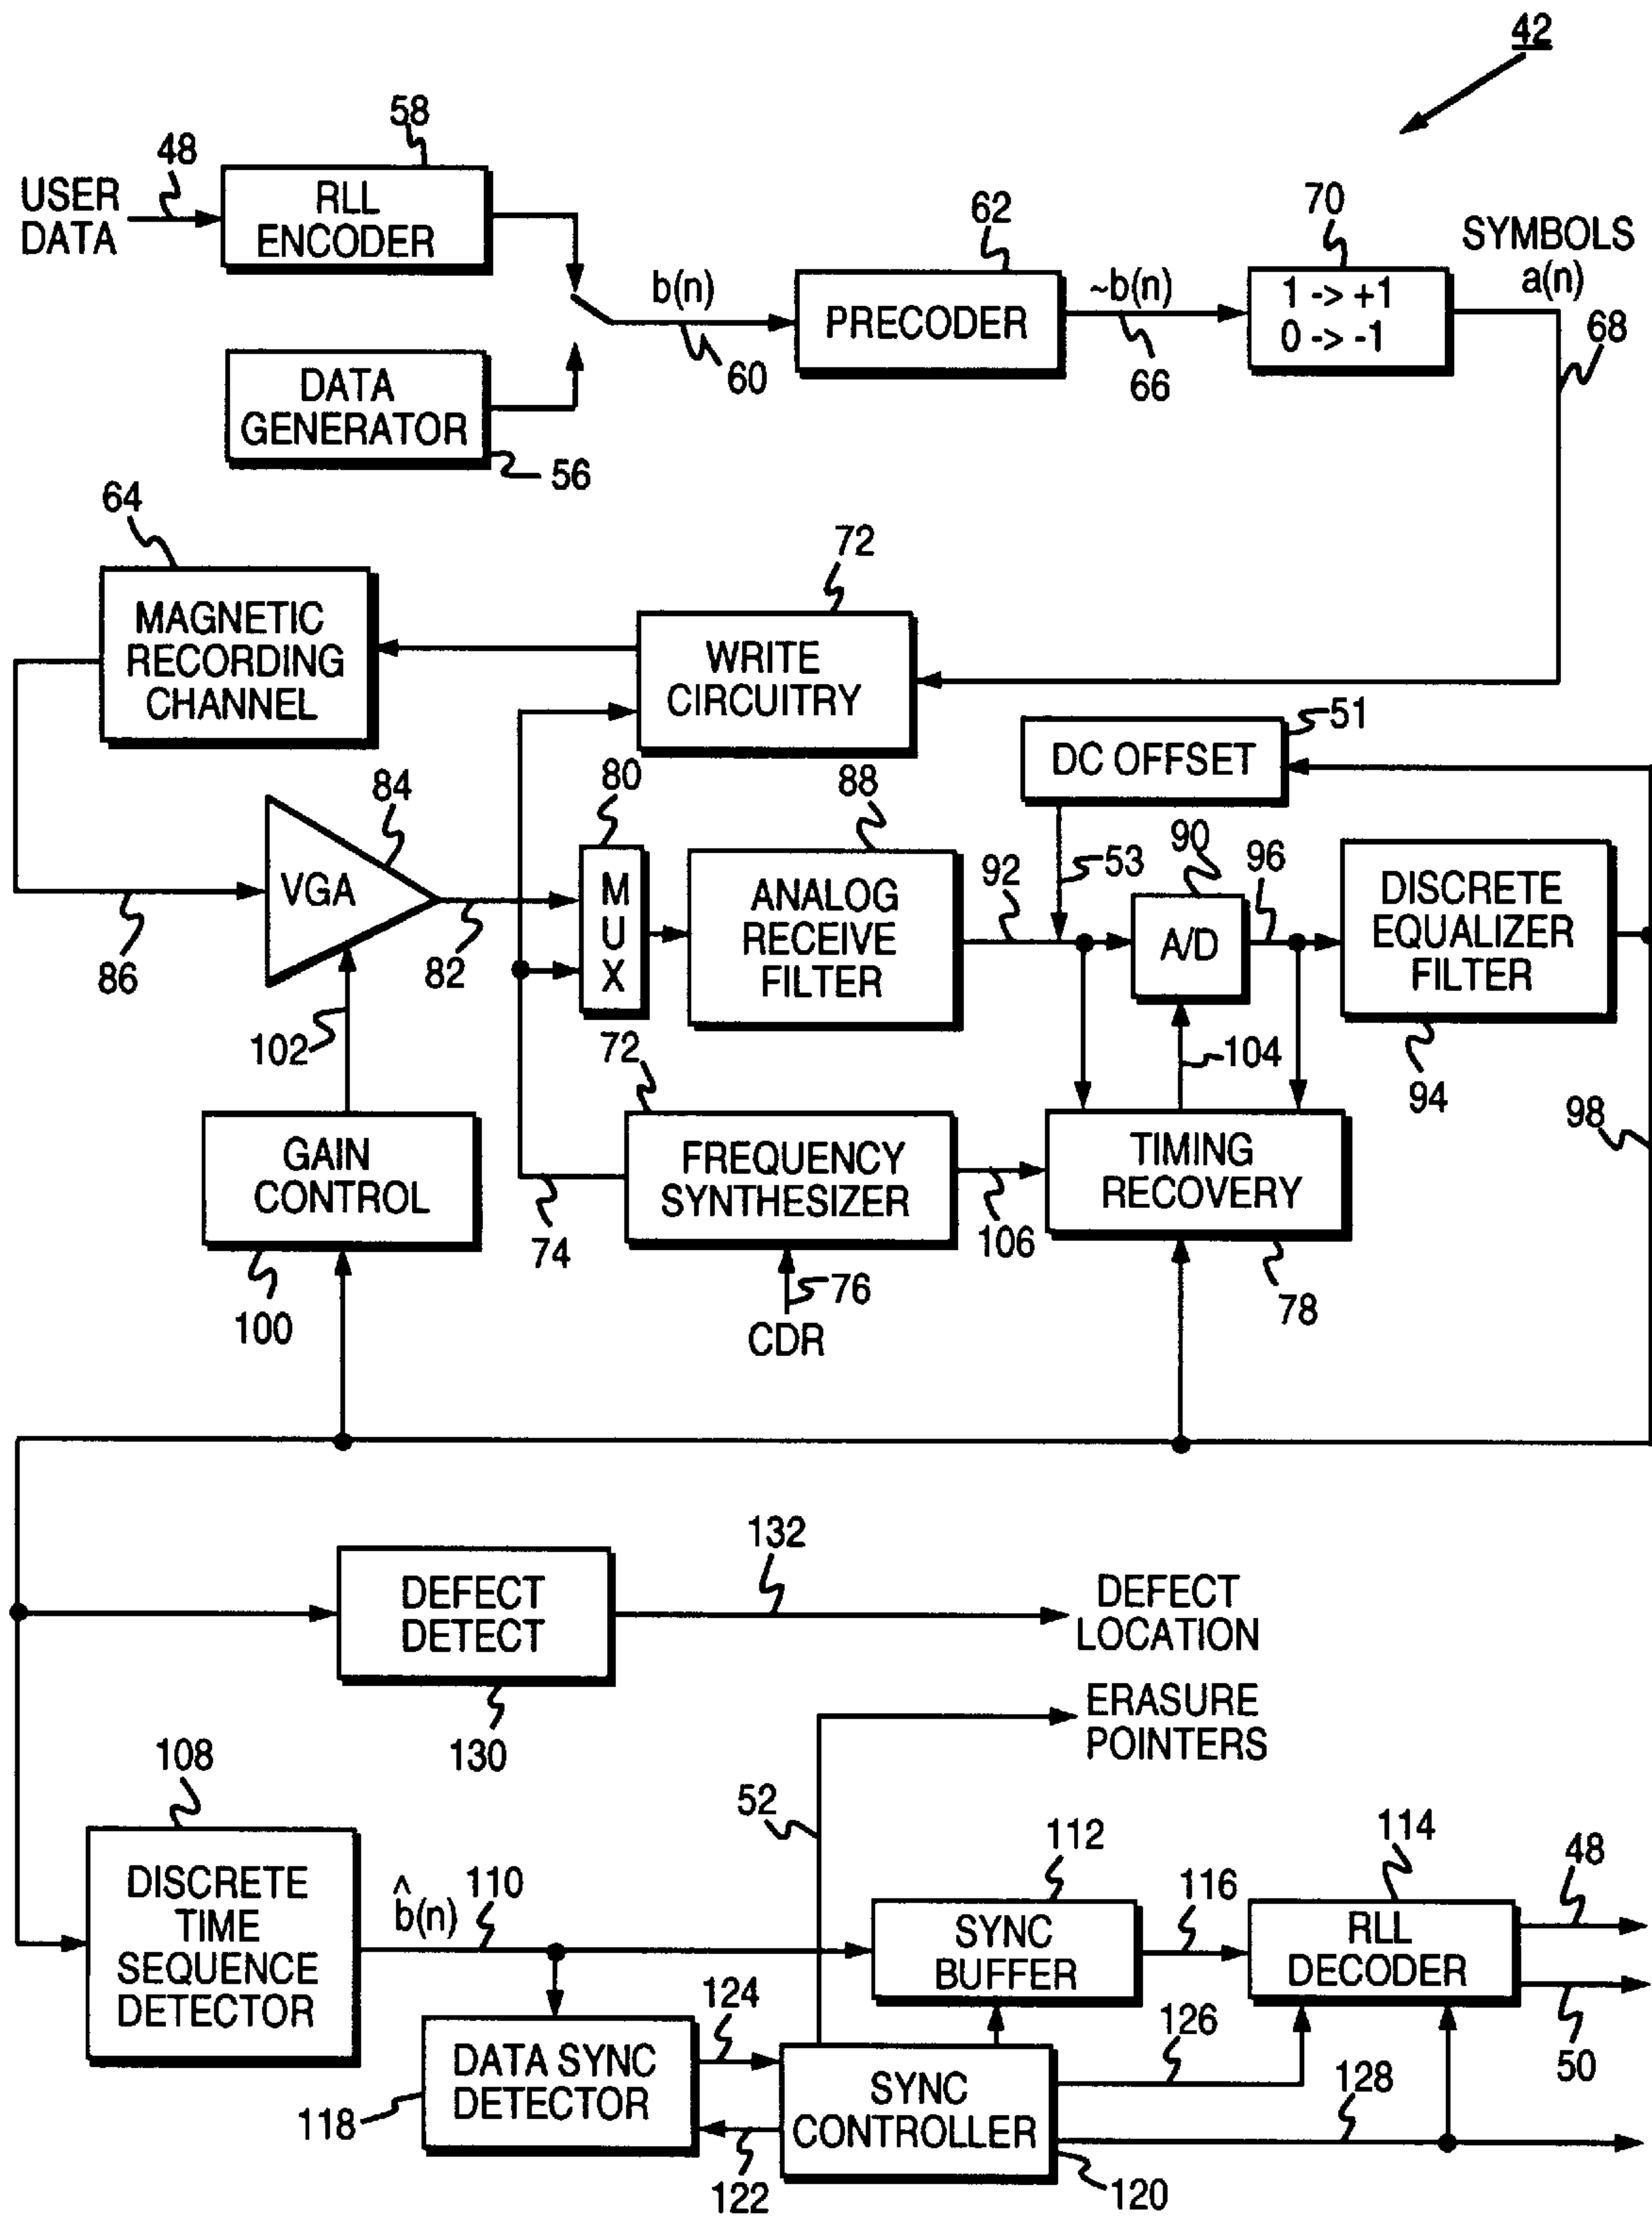 42
58
48
USER
DATA
RLL
ENCODER
62
70
SYMBOLS
a(n)
b(n)
~b(n)
1 -> +1
0 -> -1
PRECODER
68
60
66
DATA
GENERATOR
56
64
72
MAGNETIC
RECORDING
CHANNEL
WRITE
CIRCUITRY
51
DC OFFSET
80
88
84
90
53
96
92
VGA
M
U
X
ANALOG
RECEIVE
FILTER
A/D
DISCRETE
EQUALIZER
FILTER
86
82
102
72
104
94
98
GAIN
CONTROL
FREQUENCY
SYNTHESIZER
TIMING
RECOVERY
74
106
76
78
100
CDR
132
DEFECT
DETECT
DEFECT
LOCATION
ERASURE
POINTERS
130
108
52
112
114
48
DISCRETE
TIME
SEQUENCE
DETECTOR
b̂(n)
110
116
SYNC
BUFFER
RLL
DECODER
124
126
50
DATA SYNC
DETECTOR
SYNC
CONTROLLER
128
118
122
120